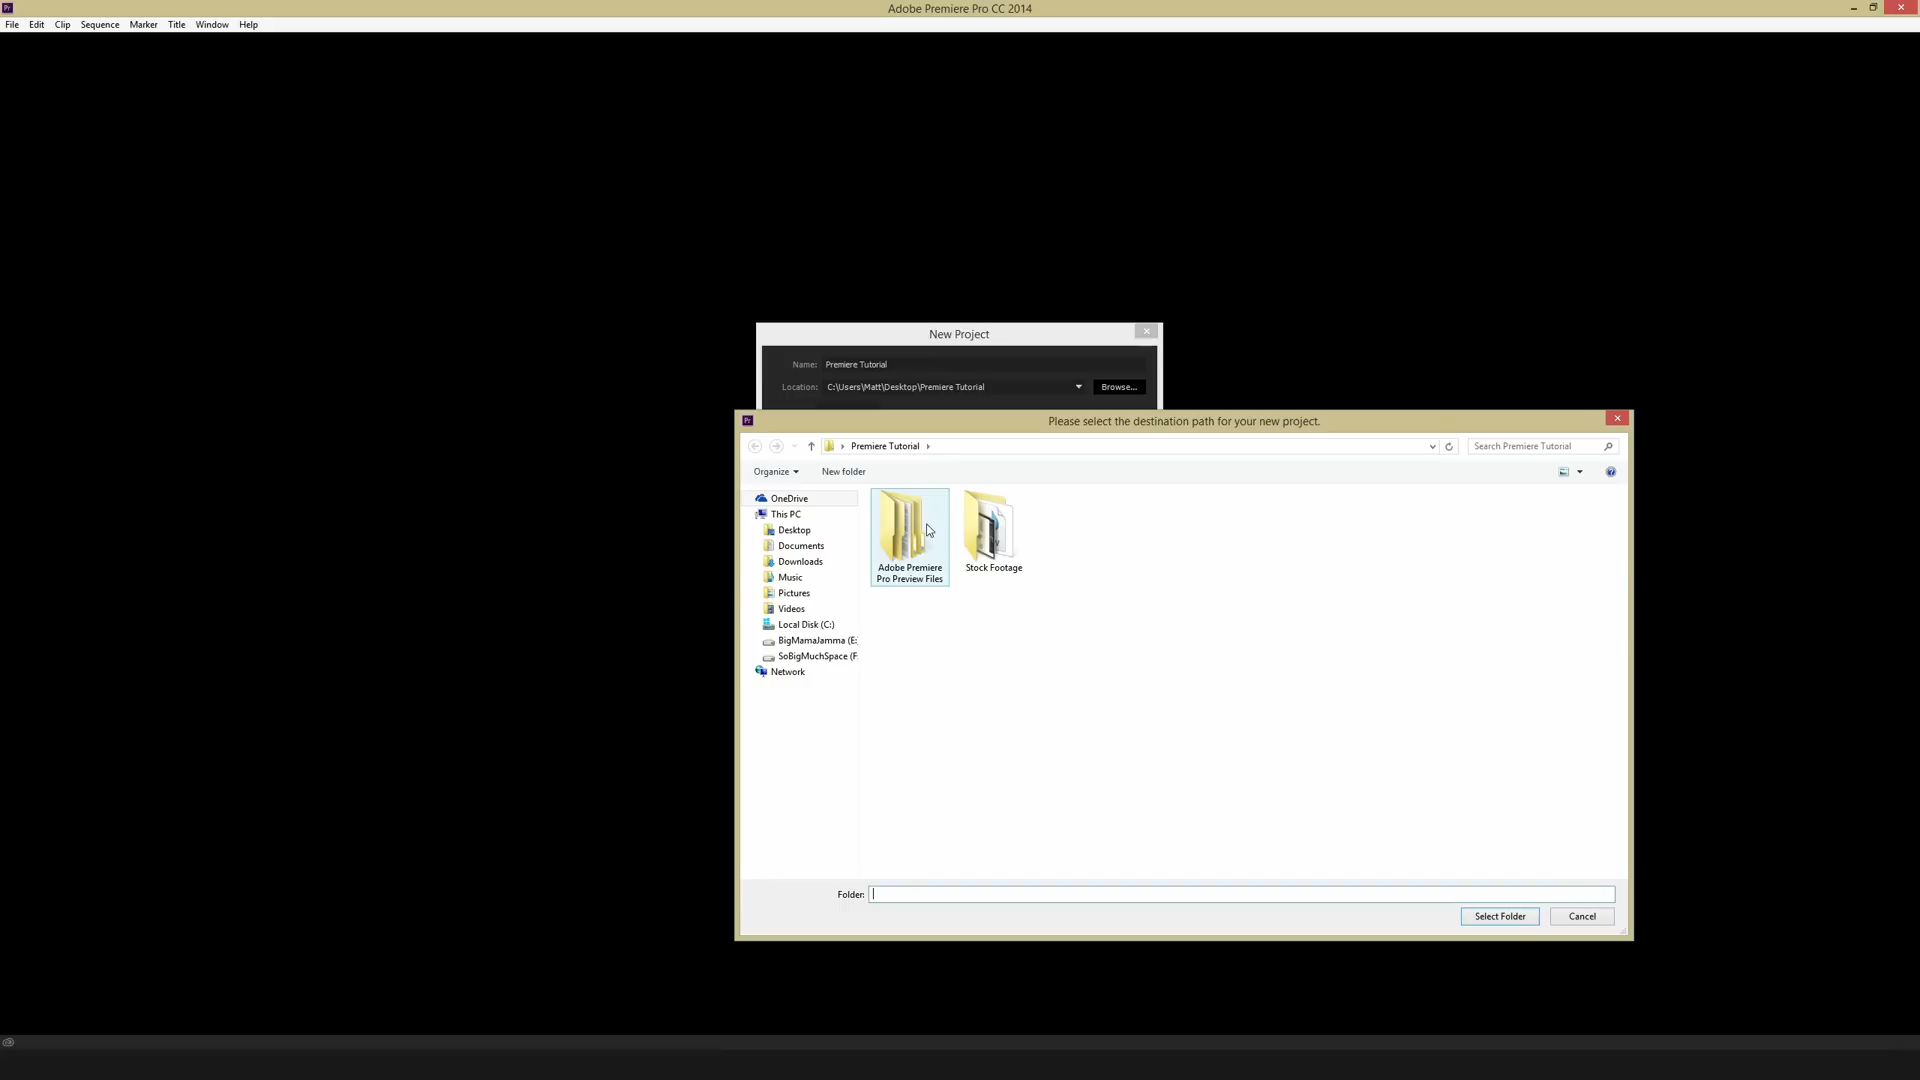 Pr Adobe Premiere Pro CC 2014
File Edit Clip Sequence Marker Title Window Help
New Project
Name: Premiere Tutorial
Location: C:\Users\Matt\Desktop\Premiere Tutorial Browse...
Pr Please select the destination path for your new project.
Premiere Tutorial Search Premiere Tutorial
Organize New folder
OneDrive
This PC
Desktop
Documents
Downloads
Music
Pictures
Videos
Local Disk (C:)
BigMamaJamma (E:
SoBigMuchSpace (F
Network
Adobe Premiere
Pro Preview Files
Stock Footage
Folder:
Select Folder Cancel